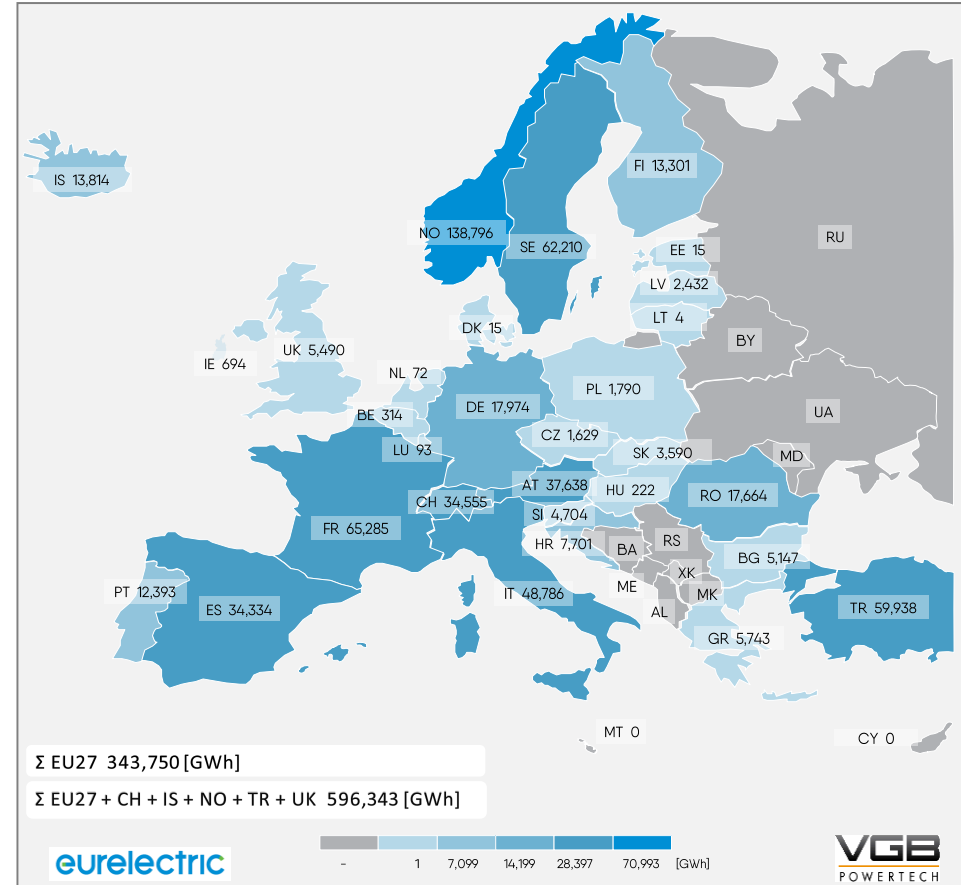 IS 13,814
FI 13,301
NO 138,796
SE 62,210
RU
EE 15
LV 2,432
LT 4
DK 15
BY
IE 694
UK 5,490
NL 72
PL 1,790
BE 314
DE 17,974
UA
CZ 1,629
LU 93
SK 3,590
MD
CH 34,555
AT 37,638
HU 222
RO 17,664
SI 4,704
FR 65,285
HR 7,701
BA
RS
BG 5,147
XK
ME
MK
PT 12,393
ES 34,334
IT 48,786
AL
TR 59,938
GR 5,743
MT 0
CY 0
Σ EU27 343,750 [GWh]
Σ EU27 + CH + IS + NO + TR + UK 596,343 [GWh]
– 1 7,099 14,199 28,397 70,993 [GWh]
eurelectric
VGB
POWERTECH